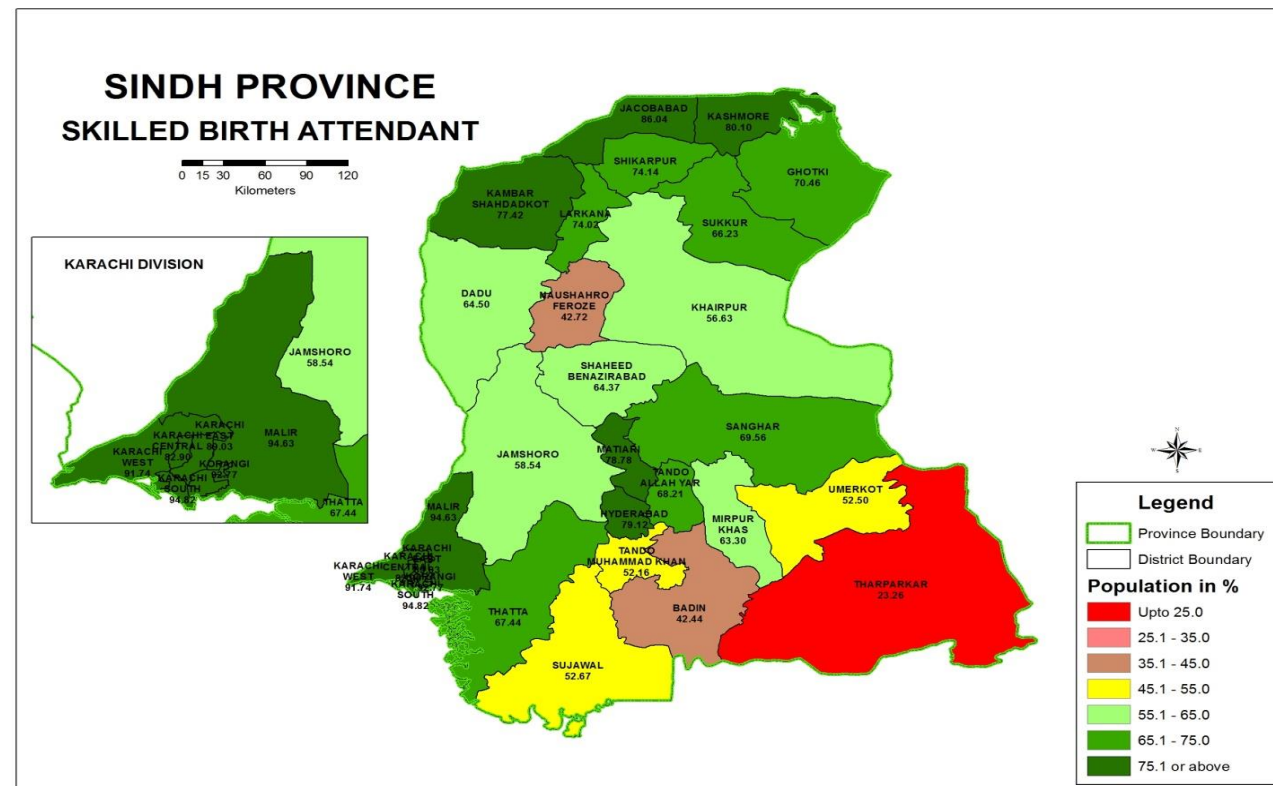 SINDH PROVINCE
SKILLED BIRTH ATTENDANT
0 15 30 60 90 120
Kilometers
JACOBABAD
86.04
KASHMORE
80.10
SHIKARPUR
74.14
GHOTKI
70.46
KAMBAR
SHAHDADKOT
77.42
LARKANA
74.02
SUKKUR
66.23
DADU
64.50
NAUSHAHRO
FEROZE
42.72
KHAIRPUR
56.63
SHAHEED
BENAZIRABAD
64.37
SANGHAR
69.56
JAMSHORO
58.54
MATIARI
78.78
TANDO
ALLAH YAR
68.21
UMERKOT
52.50
HYDERABAD
79.12
MIRPUR
KHAS
63.30
MALIR
94.63
TANDO
MUHAMMAD KHAN
52.16
THARPARKAR
23.26
KARACHI
EAST
KARACHI
CENTRAL
KARACHI
WEST
91.74
KORANGI
KARACHI
SOUTH
94.82
THATTA
67.44
BADIN
42.44
SUJAWAL
52.67
KARACHI DIVISION
JAMSHORO
58.54
MALIR
94.63
KARACHI
EAST
KARACHI
CENTRAL
82.90
KARACHI
WEST
91.74
KORANGI
KARACHI
SOUTH
94.82
THATTA
67.44
N
W E
S
Legend
Province Boundary
District Boundary
Population in %
Upto 25.0
25.1 - 35.0
35.1 - 45.0
45.1 - 55.0
55.1 - 65.0
65.1 - 75.0
75.1 or above